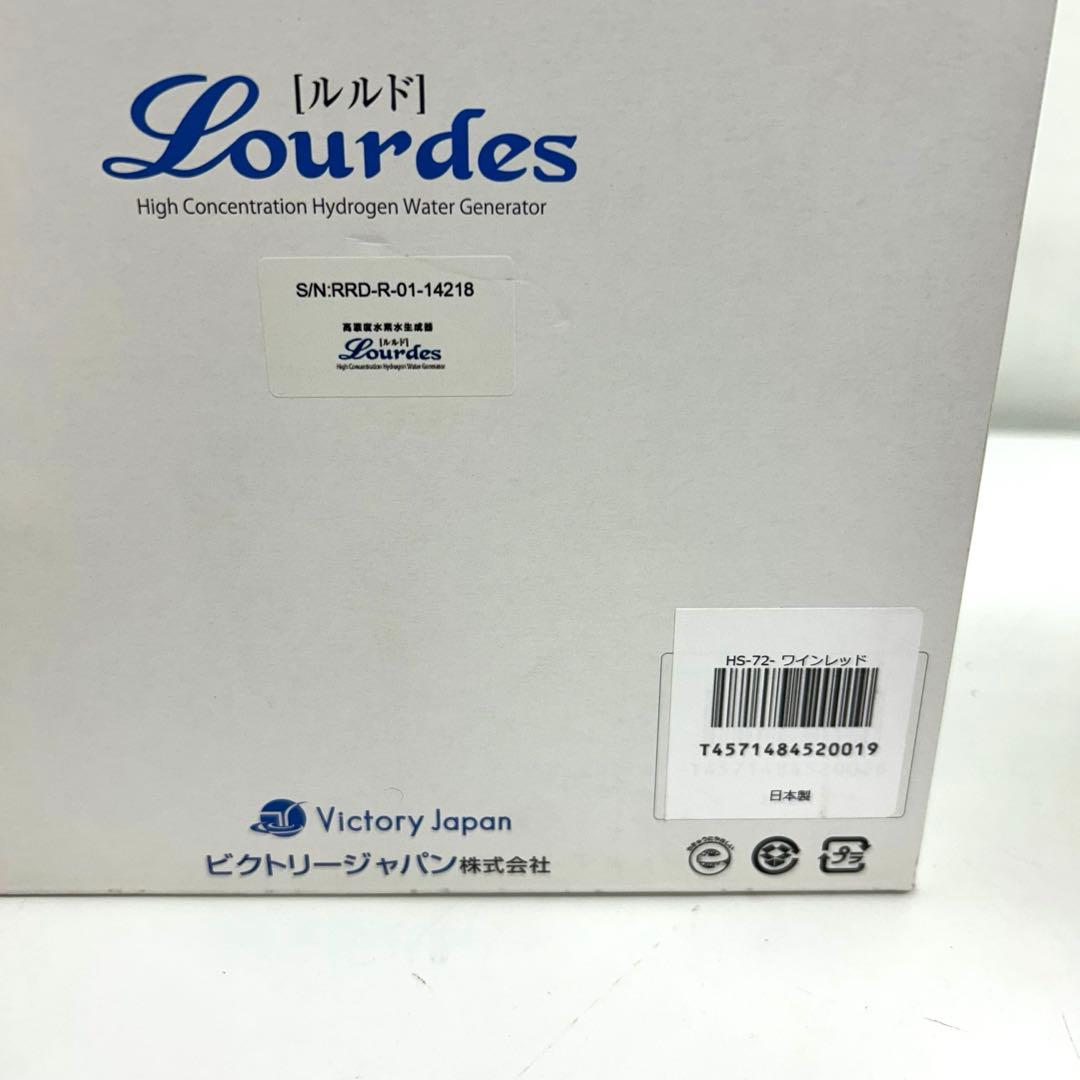 [ルルド]
Lourdes
High Concentration Hydrogen Water Generator
S/N:RRD-R-01-14218
高濃度水素水生成器
[ルルド]
Lourdes
High Concentration Hydrogen Water Generator
HS-72- ワインレッド
T4571484520019
日本製
Victory Japan
ビクトリージャパン株式会社
プラ